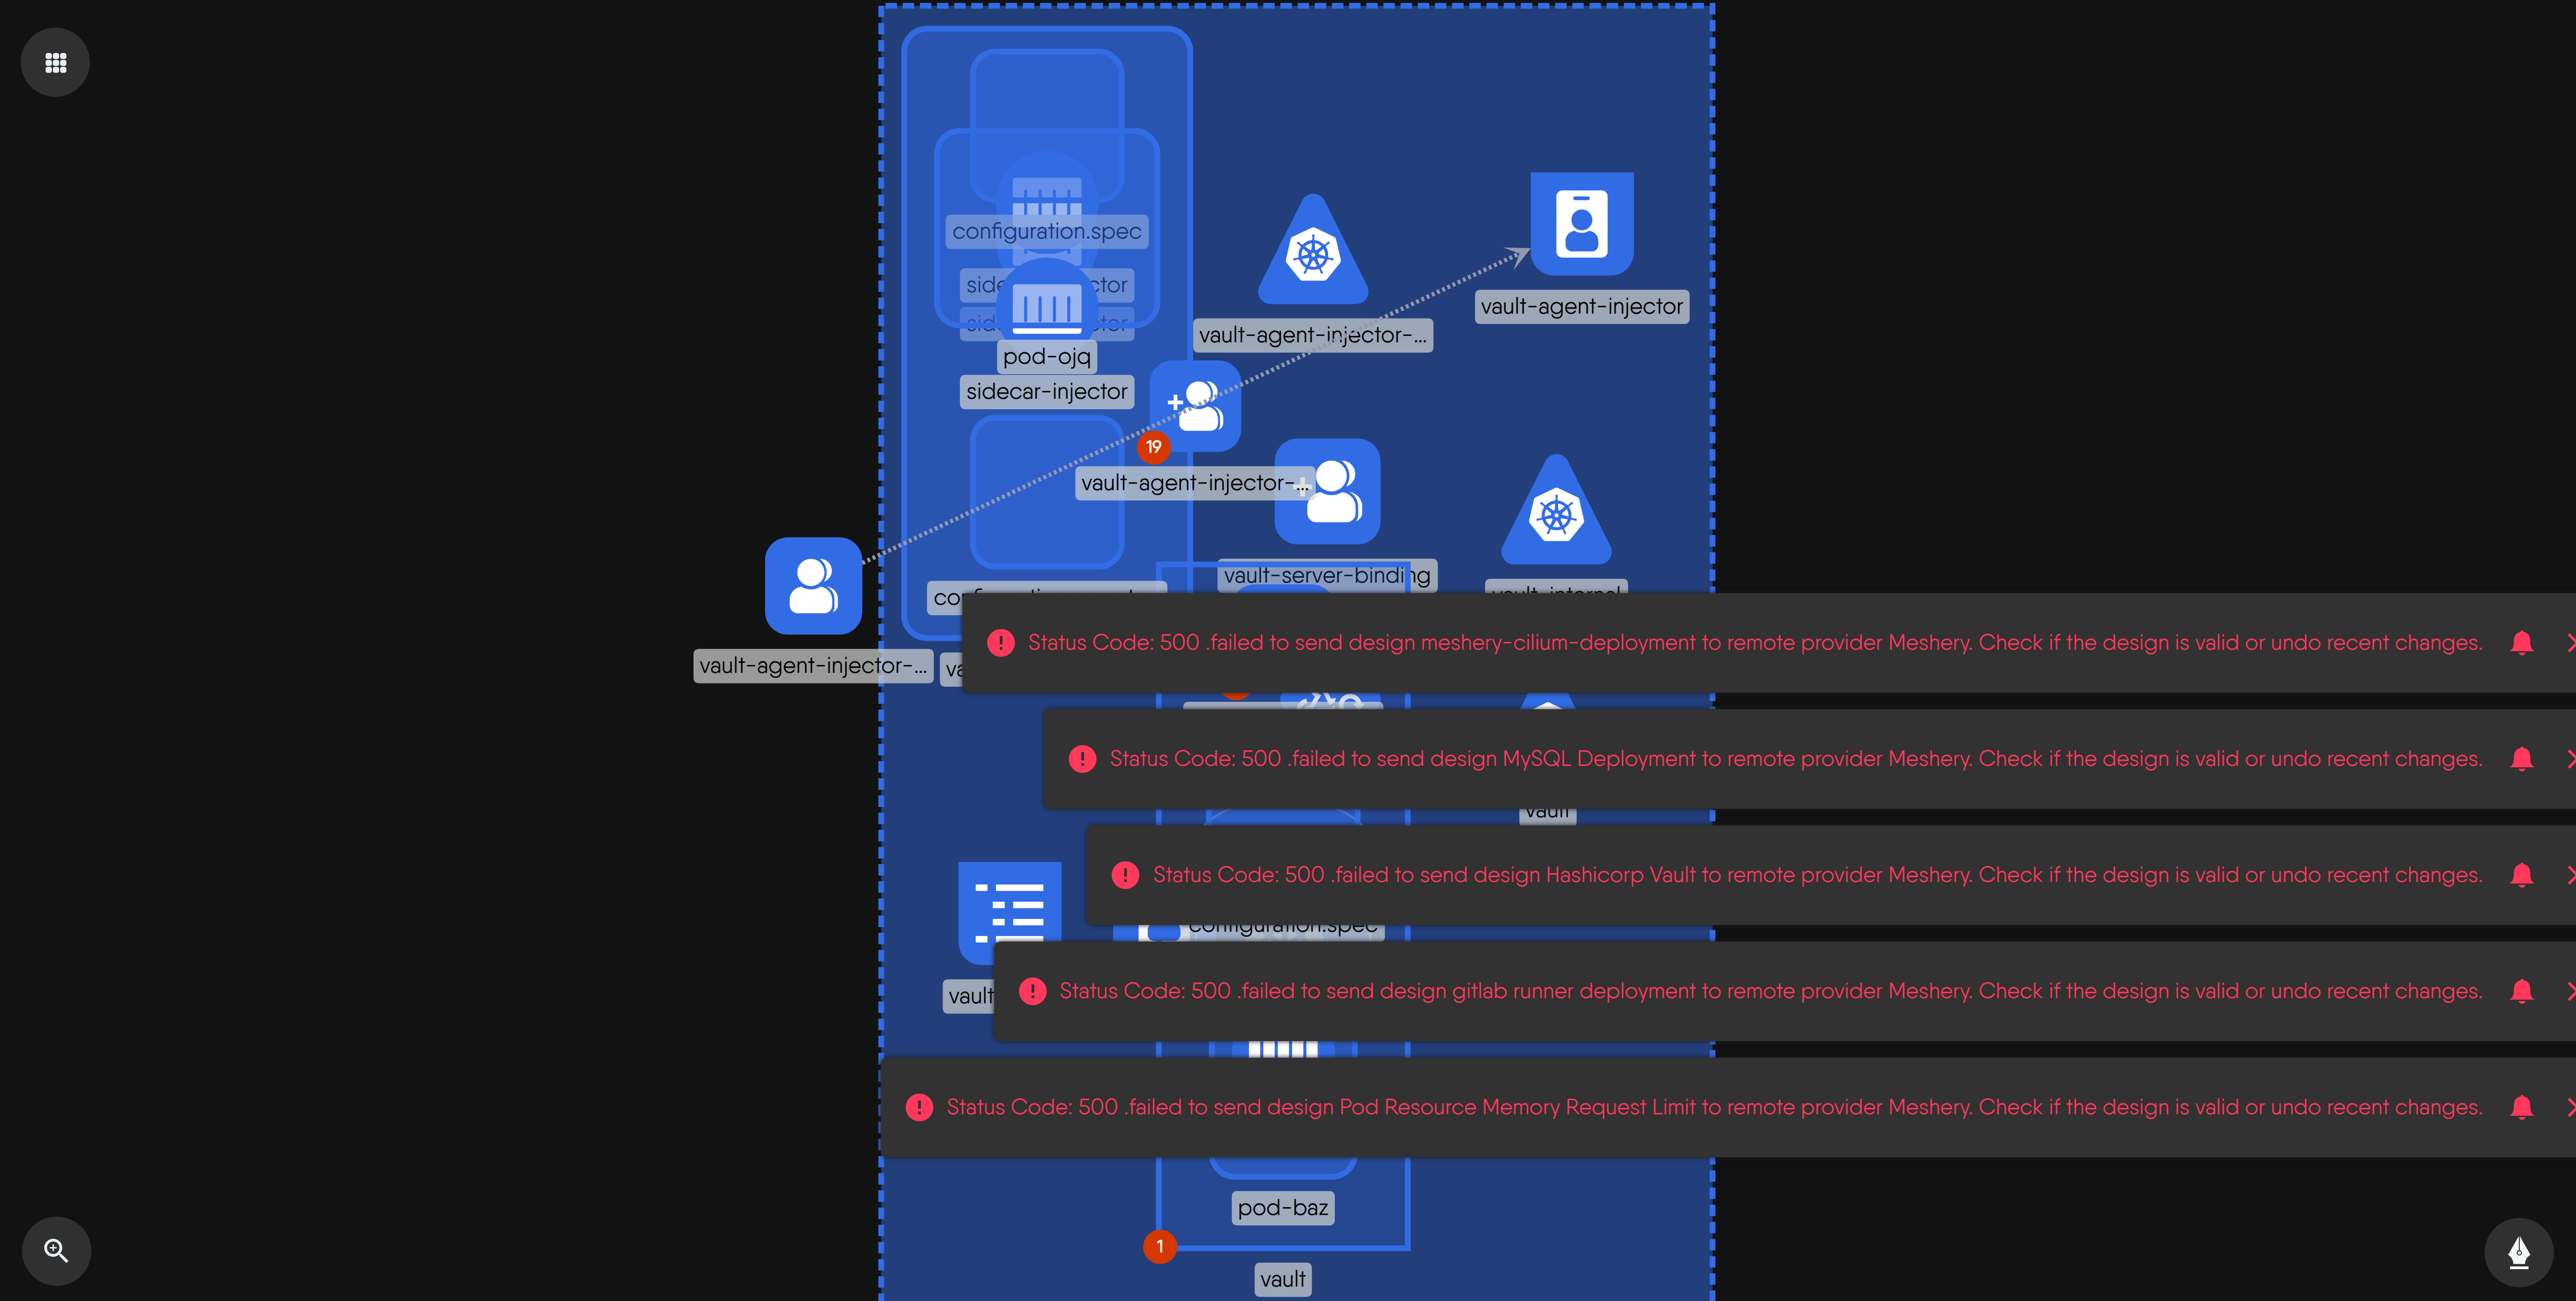 configuration.spec
pod-ojq
sidecar-injector
vault-agent-injector-...
vault-agent-injector
19
vault-agent-injector-...
vault-server-binding
vault-agent-injector-...
Status Code: 500 .failed to send design meshery-cilium-deployment to remote provider Meshery. Check if the design is valid or undo recent changes.
Status Code: 500 .failed to send design MySQL Deployment to remote provider Meshery. Check if the design is valid or undo recent changes.
vault
Status Code: 500 .failed to send design Hashicorp Vault to remote provider Meshery. Check if the design is valid or undo recent changes.
configuration.spec
vault
Status Code: 500 .failed to send design gitlab runner deployment to remote provider Meshery. Check if the design is valid or undo recent changes.
Status Code: 500 .failed to send design Pod Resource Memory Request Limit to remote provider Meshery. Check if the design is valid or undo recent changes.
pod-baz
1
vault